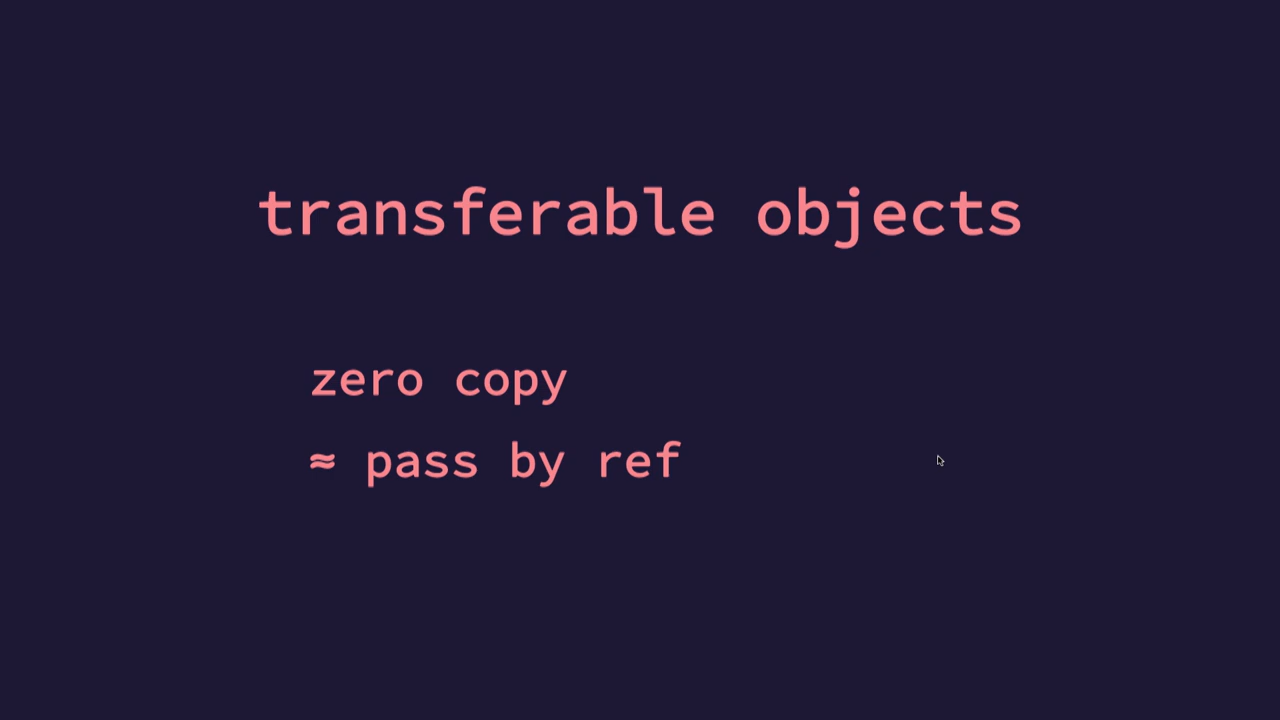 transferable objects
zero copy
≈ pass by ref